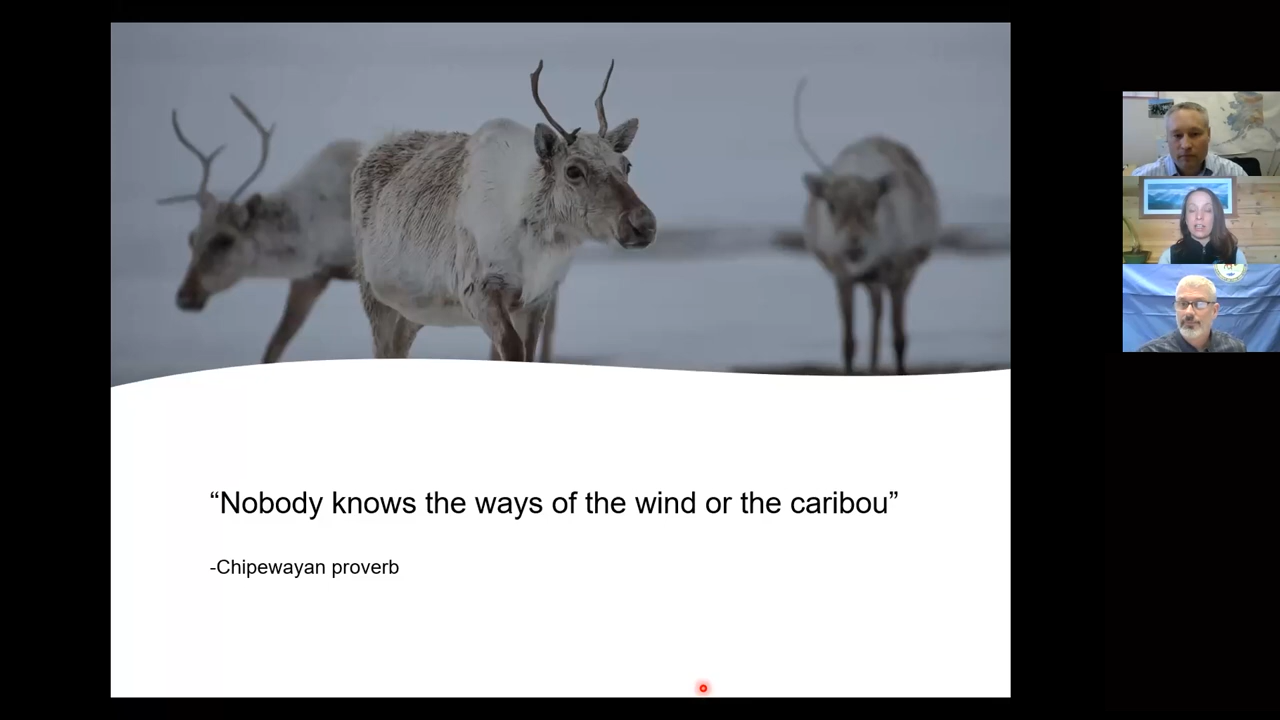 “Nobody knows the ways of the wind or the caribou”
-Chipewayan proverb